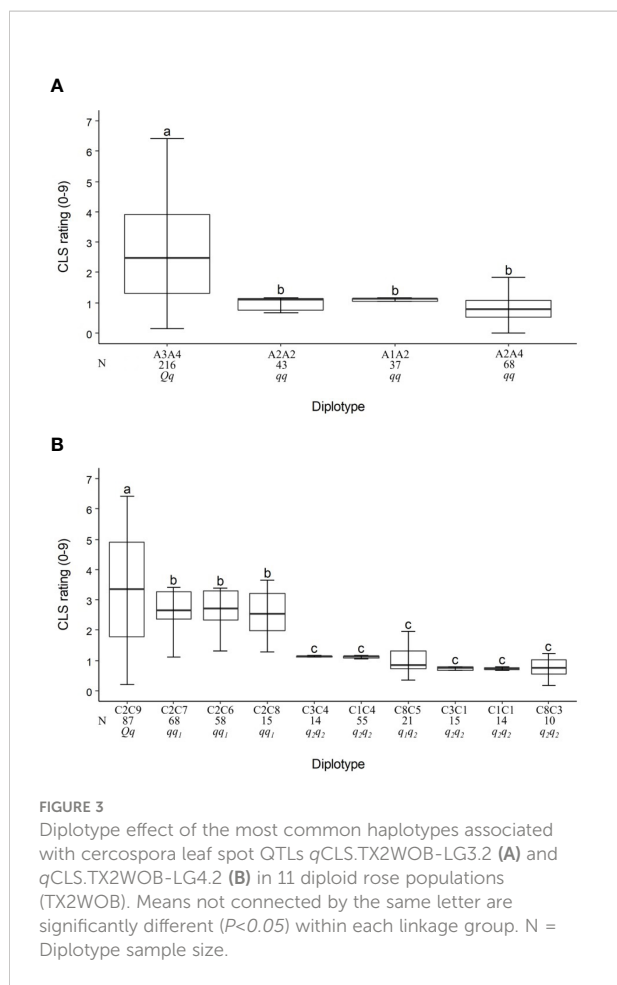 A
CLS rating (0-9)
7
6
5
4
3
2
1
0
a
b
b
b
A3A4 A2A2 A1A2 A2A4
N 216 43 37 68
Qq qq qq qq
Diplotype
B
CLS rating (0-9)
7
6
5
4
3
2
1
0
a
b
b
b
c
c
c
c
c
c
C2C9 C2C7 C2C6 C2C8 C3C4 C1C4 C8C5 C3C1 C1C1 C8C3
N 87 68 58 15 14 55 21 15 14 10
Qq qq₁ qq₁ qq₁ q₂q₂ q₂q₂ q₁q₂ q₂q₂ q₂q₂ q₂q₂
Diplotype
FIGURE 3
Diplotype effect of the most common haplotypes associated
with cercospora leaf spot QTLs qCLS.TX2WOB-LG3.2 (A) and
qCLS.TX2WOB-LG4.2 (B) in 11 diploid rose populations
(TX2WOB). Means not connected by the same letter are
significantly different (P<0.05) within each linkage group. N =
Diplotype sample size.